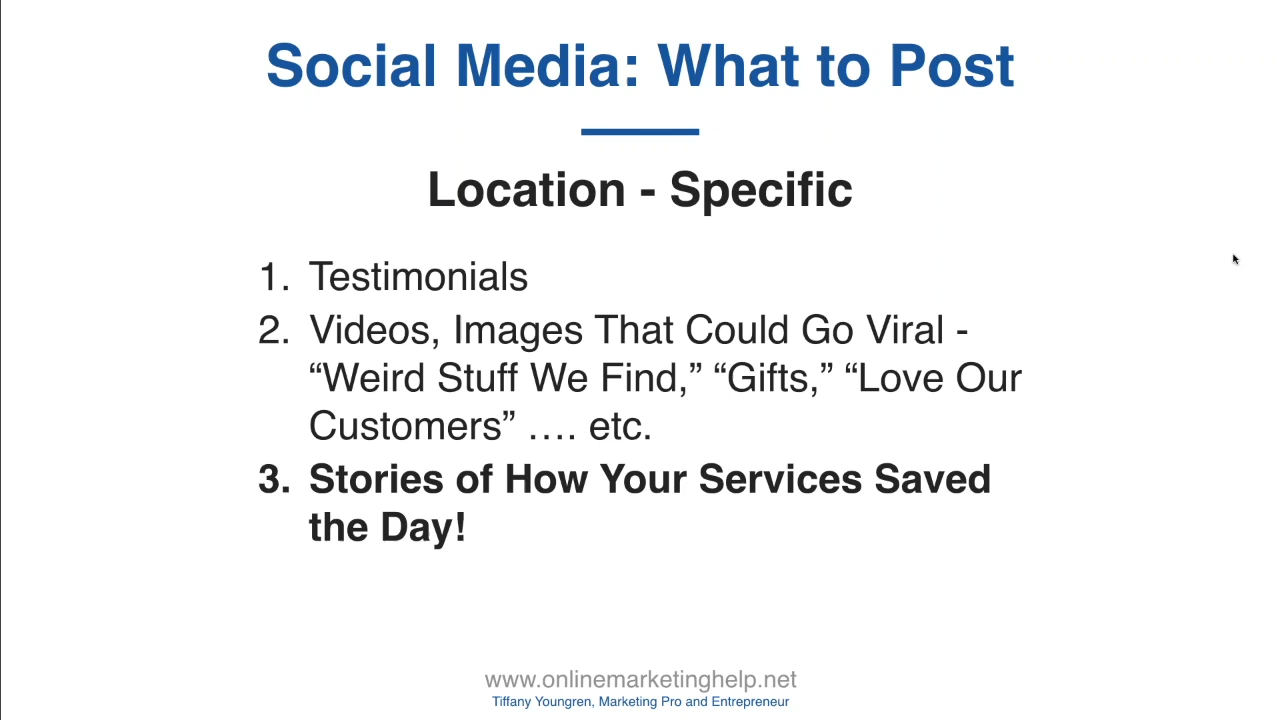 Social Media: What to Post
Location - Specific
1. Testimonials
2. Videos, Images That Could Go Viral -
“Weird Stuff We Find,” “Gifts,” “Love Our
Customers” …. etc.
3. Stories of How Your Services Saved
the Day!
www.onlinemarketinghelp.net
Tiffany Youngren, Marketing Pro and Entrepreneur